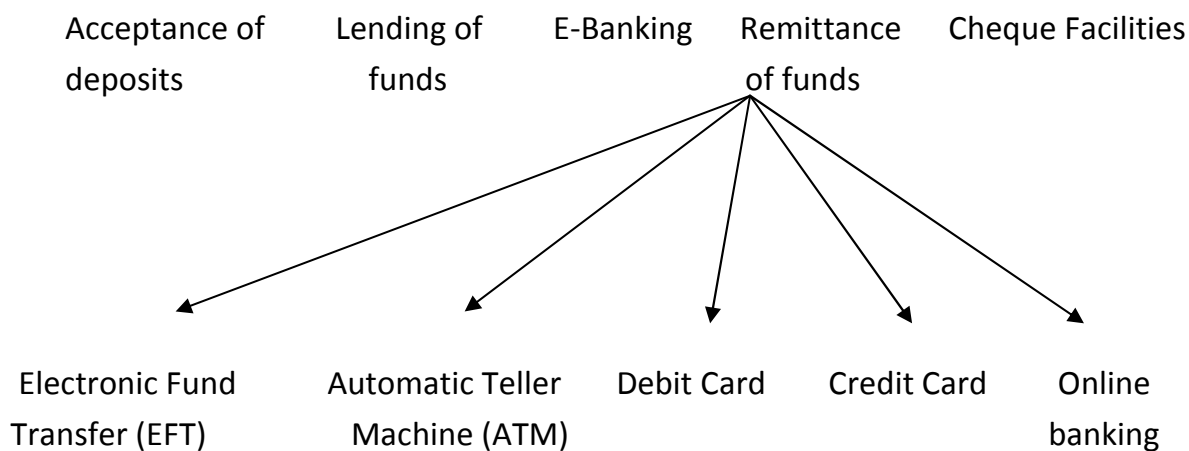 Acceptance of Lending of E-Banking Remittance Cheque Facilities
deposits funds of funds
Electronic Fund Automatic Teller Debit Card Credit Card Online
Transfer (EFT) Machine (ATM) banking